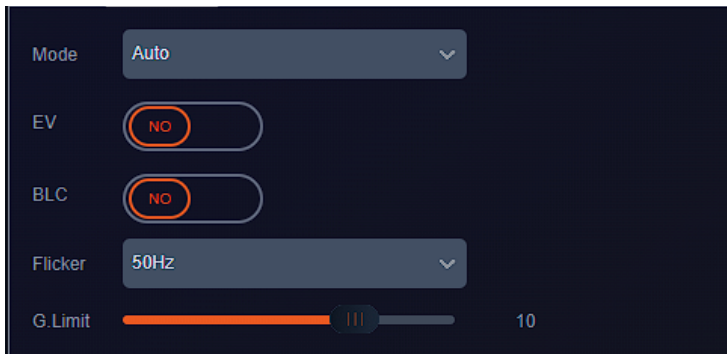 Mode Auto
EV NO
BLC NO
Flicker 50Hz
G.Limit 10